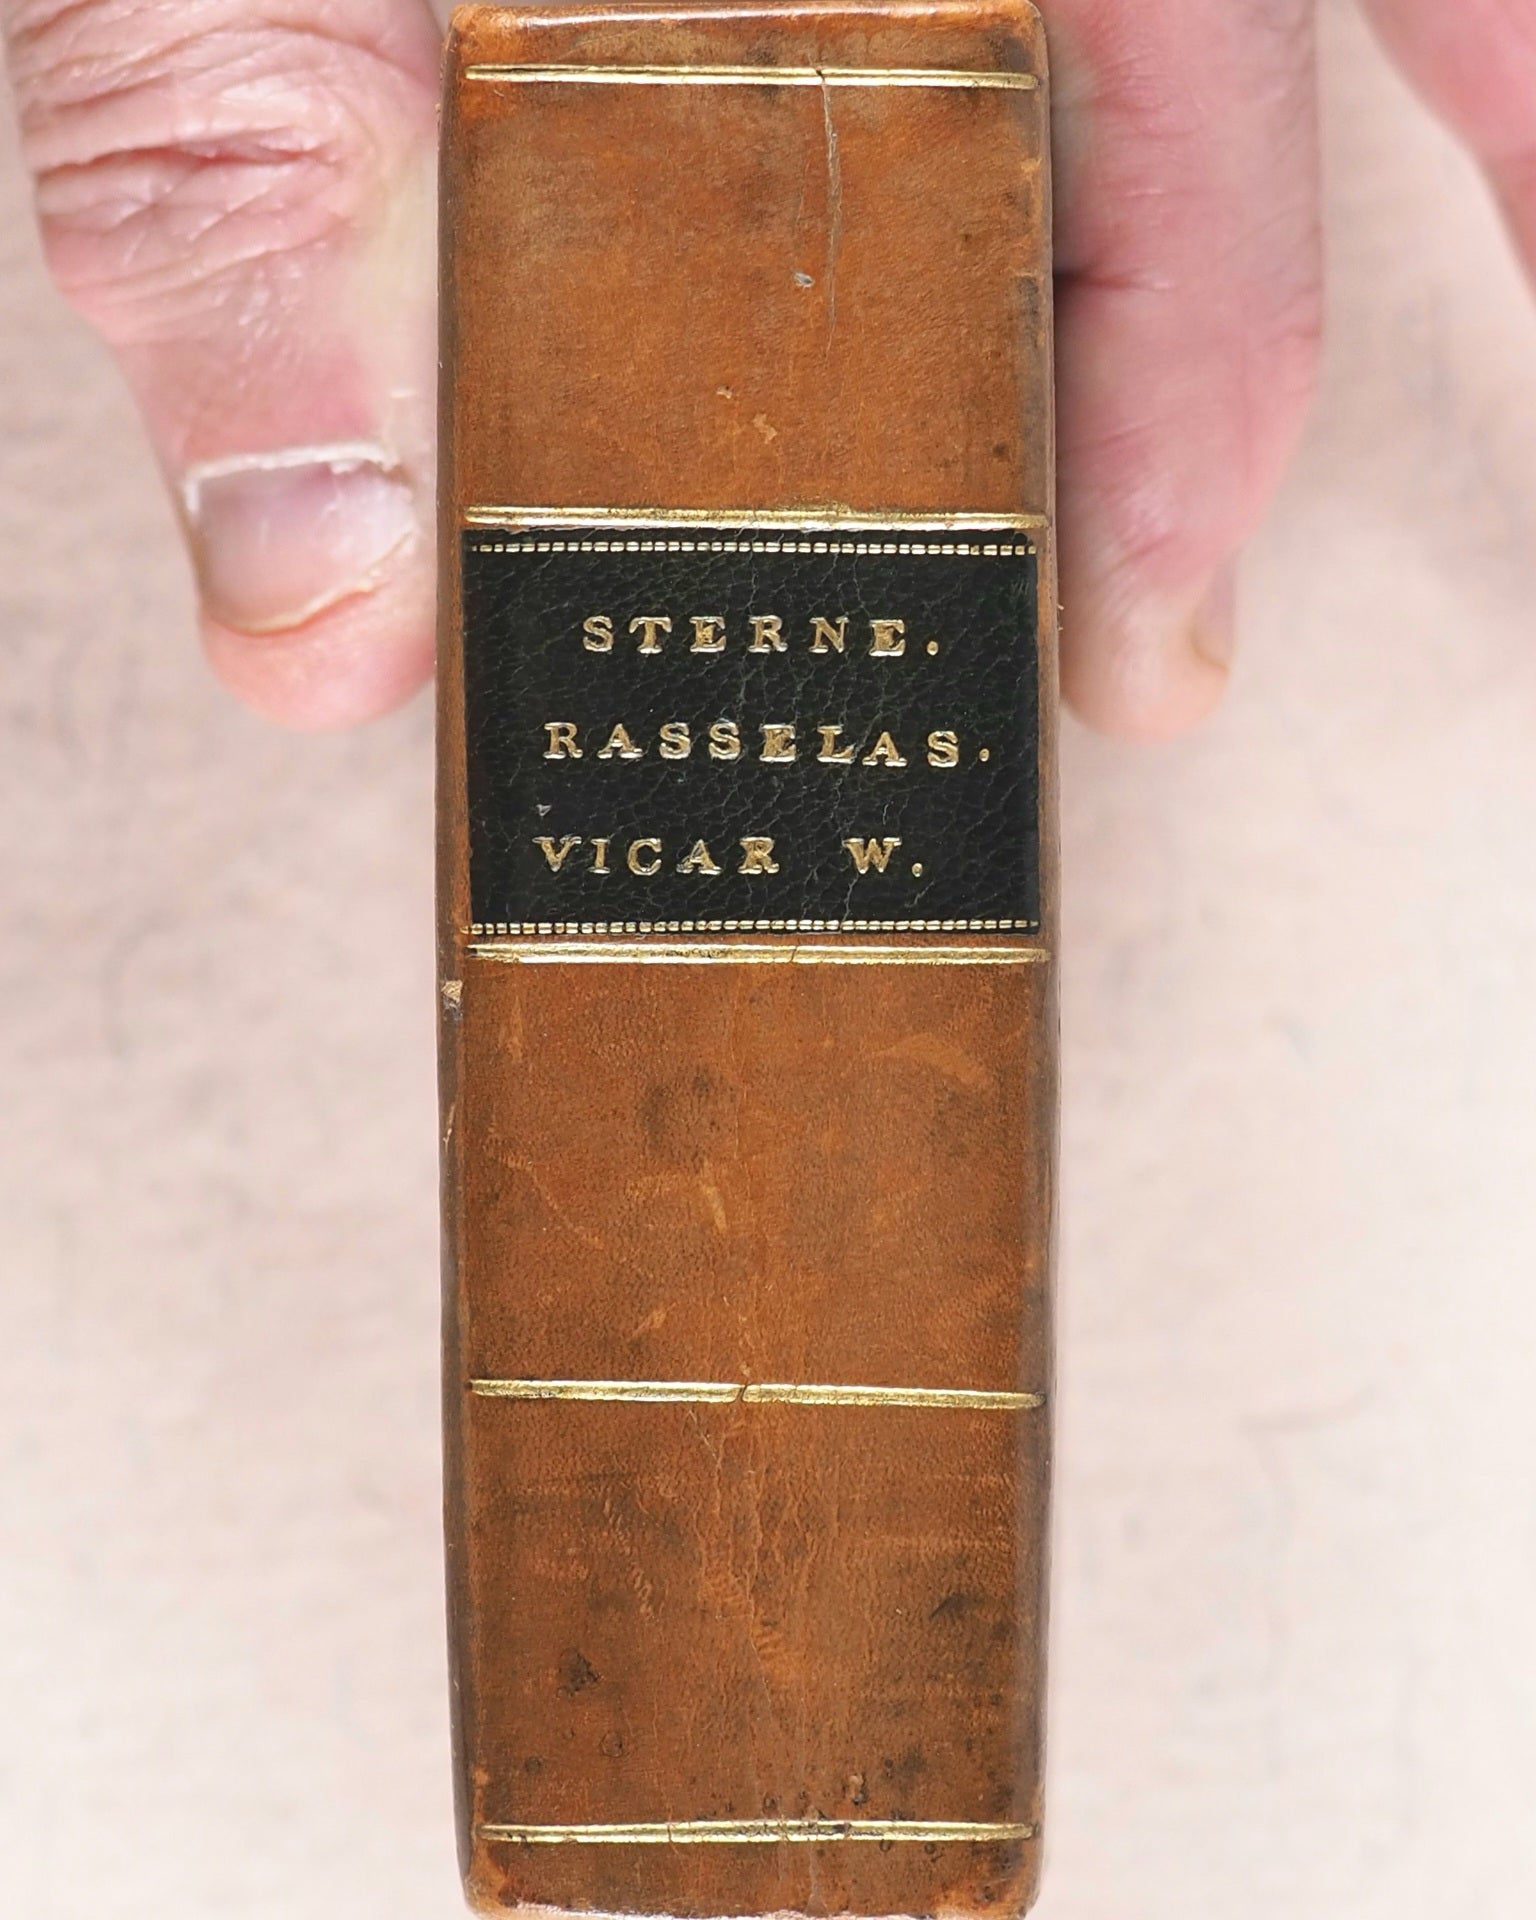 STERNE.
RASSELAS.
VICAR W.